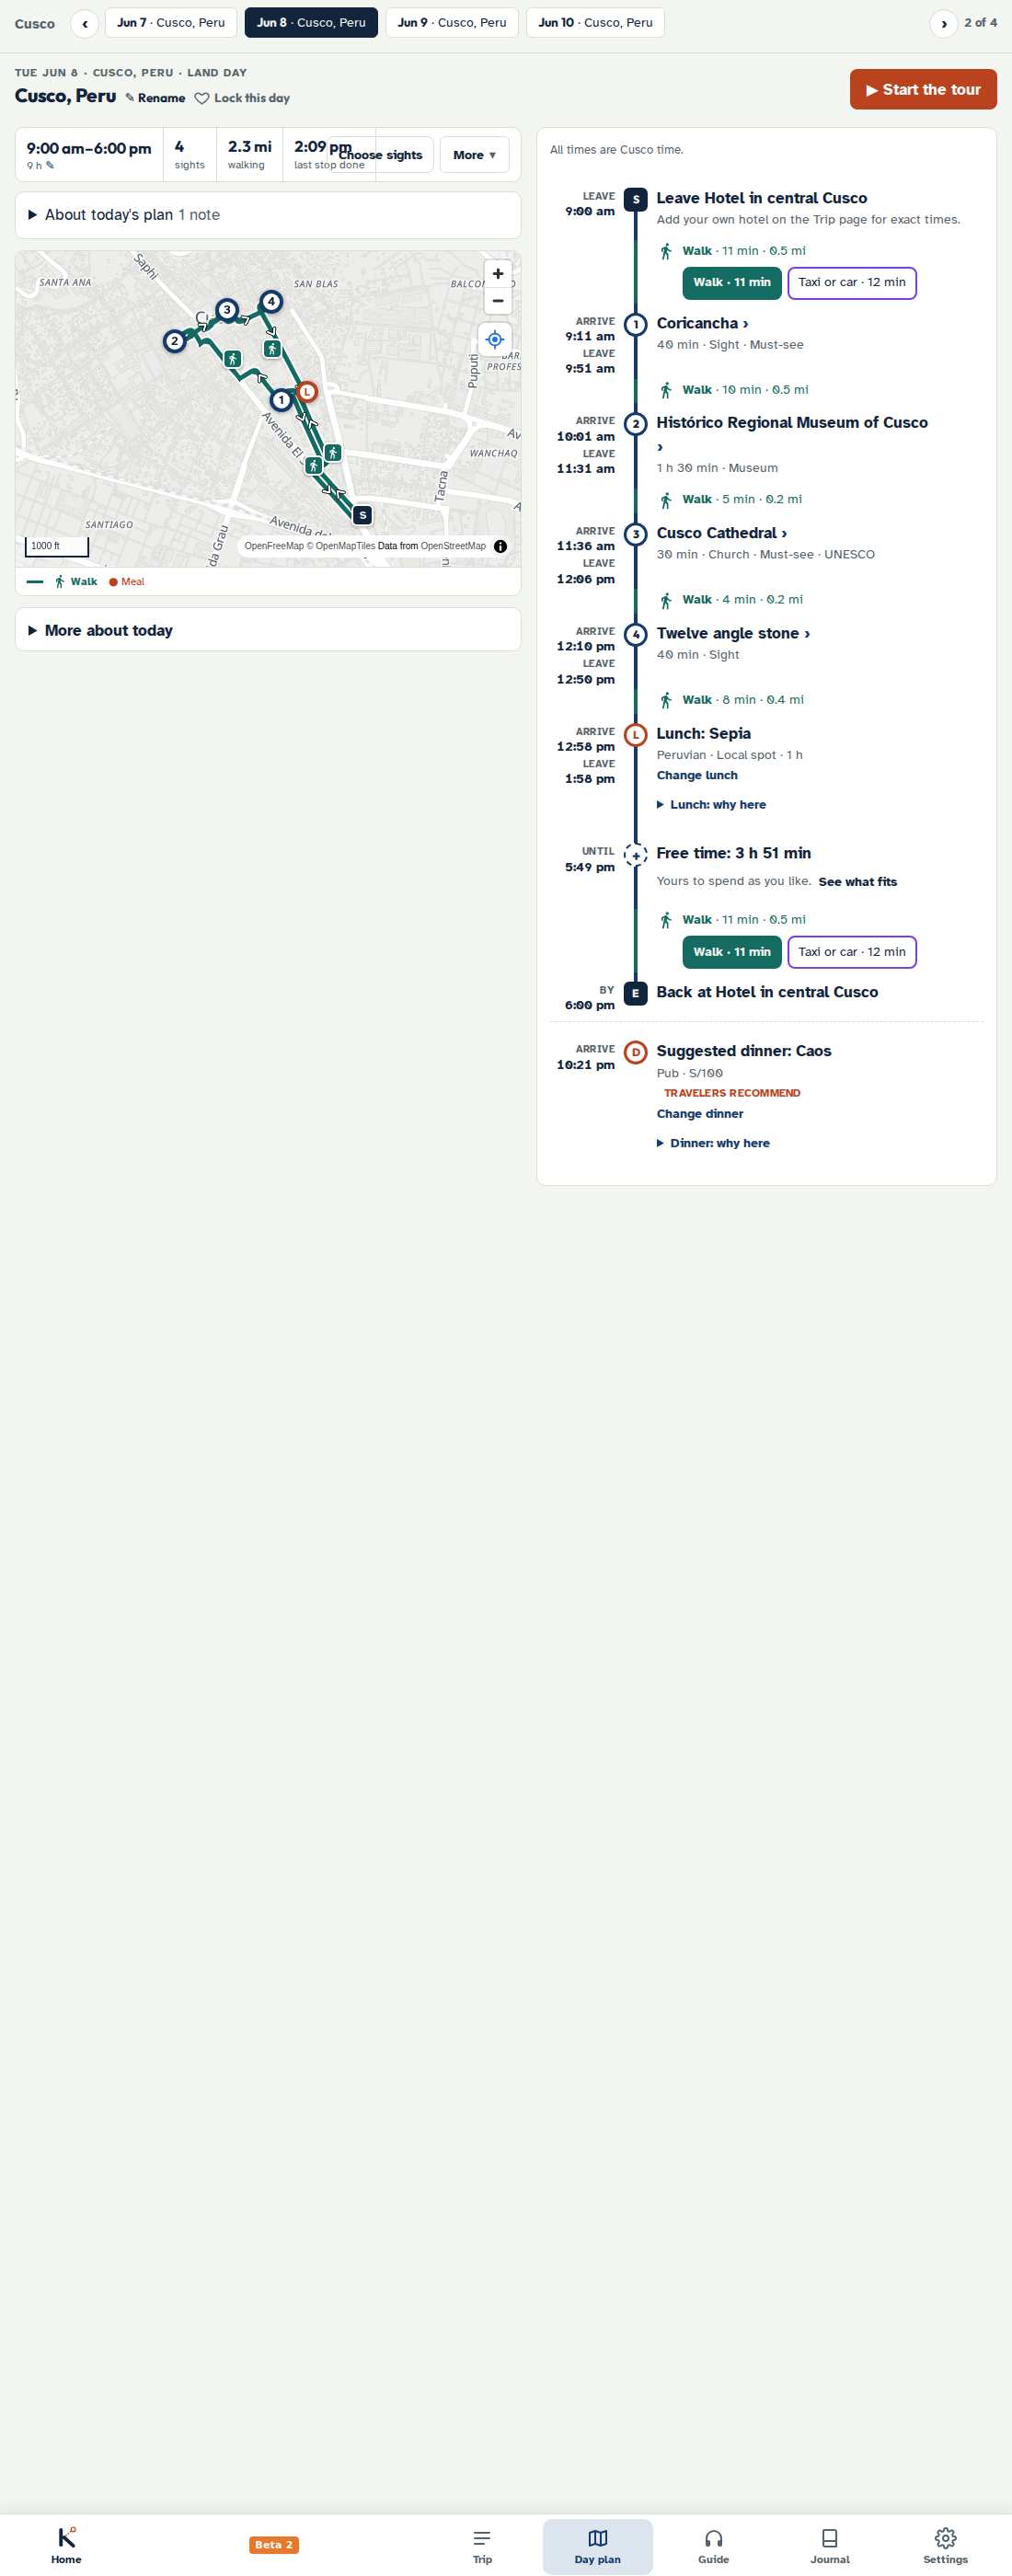 Cusco
‹
Jun 7 · Cusco, Peru
Jun 8 · Cusco, Peru
Jun 9 · Cusco, Peru
Jun 10 · Cusco, Peru
›
2 of 4
TUE JUN 8 · CUSCO, PERU · LAND DAY
Cusco, Peru ✎ Rename Lock this day
▶ Start the tour
9:00 am–6:00 pm
9 h ✎
4
sights
2.3 mi
walking
2:09 pm
last stop done
Choose sights
More ▾
▶ About today's plan 1 note
SANTA ANA
Saphi
SAN BLAS
3
4
2
1
L
S
+
−
PROFES
Puputi
Avenida El
WANCHAQ
Tacna
SANTIAGO
Avenida de
da Grau
1000 ft
OpenFreeMap © OpenMapTiles Data from OpenStreetMap
Walk
Meal
▶ More about today
All times are Cusco time.
LEAVE
9:00 am
S
Leave Hotel in central Cusco
Add your own hotel on the Trip page for exact times.
Walk · 11 min · 0.5 mi
Walk · 11 min
Taxi or car · 12 min
ARRIVE
9:11 am
LEAVE
9:51 am
1
Coricancha ›
40 min · Sight · Must-see
Walk · 10 min · 0.5 mi
ARRIVE
10:01 am
LEAVE
11:31 am
2
Histórico Regional Museum of Cusco
›
1 h 30 min · Museum
Walk · 5 min · 0.2 mi
ARRIVE
11:36 am
LEAVE
12:06 pm
3
Cusco Cathedral ›
30 min · Church · Must-see · UNESCO
Walk · 4 min · 0.2 mi
ARRIVE
12:10 pm
LEAVE
12:50 pm
4
Twelve angle stone ›
40 min · Sight
Walk · 8 min · 0.4 mi
ARRIVE
12:58 pm
LEAVE
1:58 pm
L
Lunch: Sepia
Peruvian · Local spot · 1 h
Change lunch
▶ Lunch: why here
UNTIL
5:49 pm
+
Free time: 3 h 51 min
Yours to spend as you like. See what fits
Walk · 11 min · 0.5 mi
Walk · 11 min
Taxi or car · 12 min
BY
6:00 pm
E
Back at Hotel in central Cusco
ARRIVE
10:21 pm
D
Suggested dinner: Caos
Pub · S/100
TRAVELERS RECOMMEND
Change dinner
▶ Dinner: why here
Home
Beta 2
Trip
Day plan
Guide
Journal
Settings